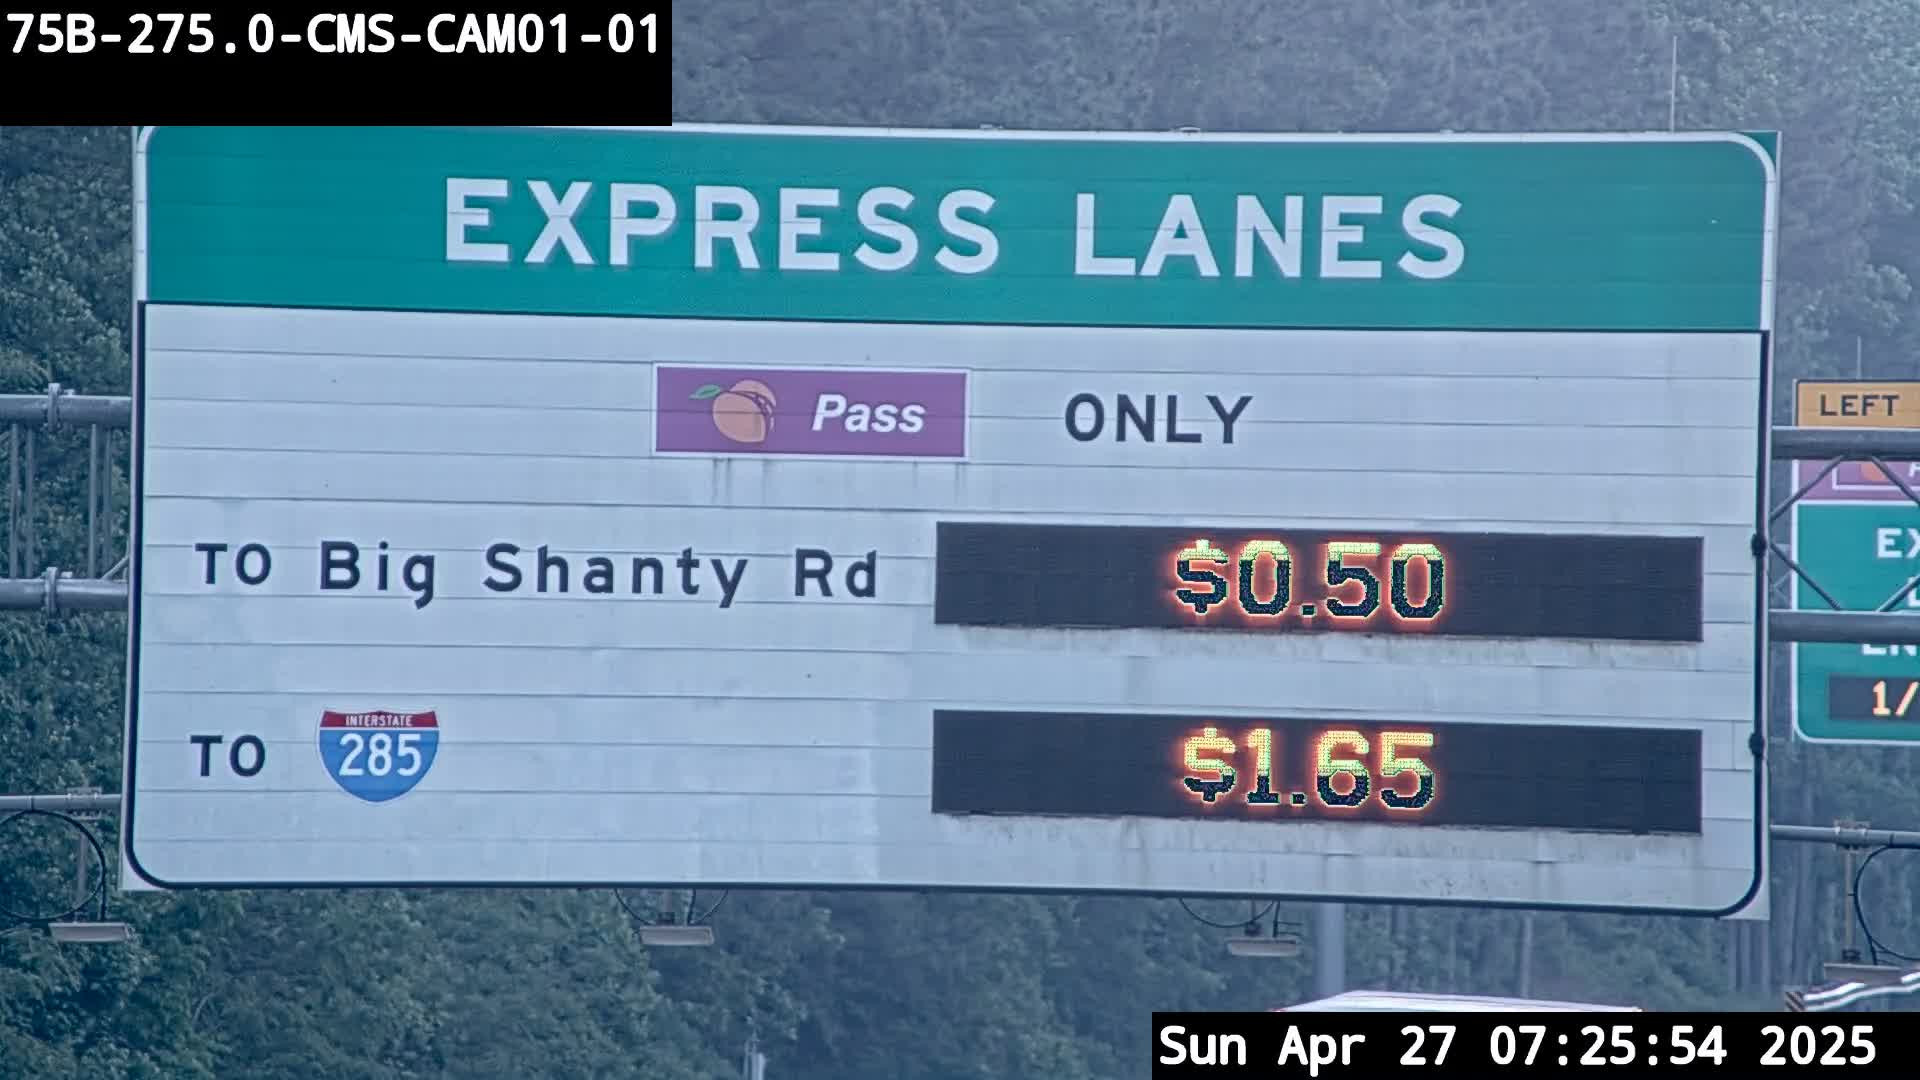 75B-275.0-CMS-CAM01-01
EXPRESS LANES
Pass ONLY
TO Big Shanty Rd $0.50
TO INTERSTATE 285 $1.65
LEFT
1/
Sun Apr 27 07:25:54 2025